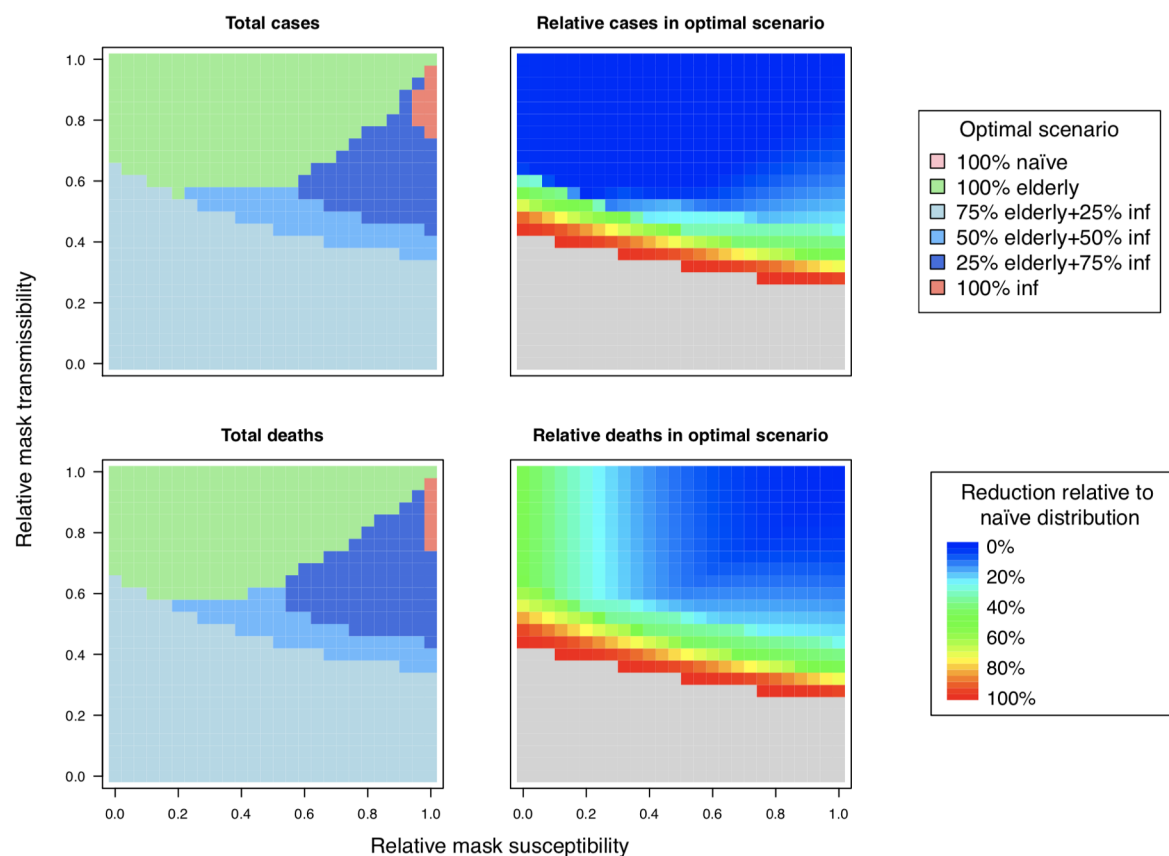 Total cases
Relative cases in optimal scenario
1.0
0.8
0.6
0.4
0.2
0.0
Optimal scenario
100% naïve
100% elderly
75% elderly+25% inf
50% elderly+50% inf
25% elderly+75% inf
100% inf
Relative mask transmissibility
Total deaths
Relative deaths in optimal scenario
1.0
0.8
0.6
0.4
0.2
0.0
0.0 0.2 0.4 0.6 0.8 1.0
0.0 0.2 0.4 0.6 0.8 1.0
Reduction relative to
naïve distribution
0%
20%
40%
60%
80%
100%
Relative mask susceptibility